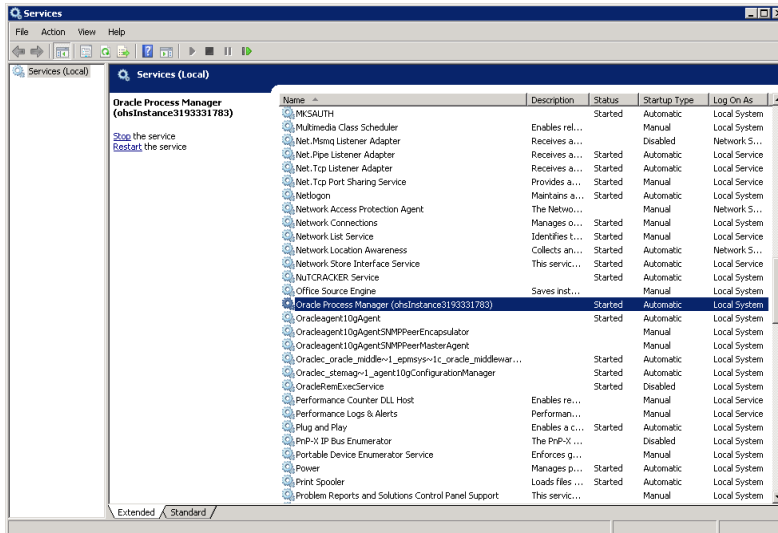 Services
File Action View Help
Services (Local)
Services (Local)
Oracle Process Manager
(ohsInstance3193331783)
Stop the service
Restart the service
Name Description Status Startup Type Log On As
MKSAUTH Started Automatic Local System
Multimedia Class Scheduler Enables rel... Manual Local System
Net.Msmq Listener Adapter Receives a... Disabled Network S...
Net.Pipe Listener Adapter Receives a... Started Automatic Local Service
Net.Tcp Listener Adapter Receives a... Started Automatic Local Service
Net.Tcp Port Sharing Service Provides a... Started Manual Local Service
Netlogon Maintains a... Started Automatic Local System
Network Access Protection Agent The Netwo... Manual Network S...
Network Connections Manages o... Started Manual Local System
Network List Service Identifies t... Started Manual Local Service
Network Location Awareness Collects an... Started Automatic Network S...
Network Store Interface Service This servic... Started Automatic Local Service
NuTCRACKER Service Started Automatic Local System
Office Source Engine Saves inst... Manual Local System
Oracle Process Manager (ohsInstance3193331783) Started Automatic Local System
Oracleagent10gAgent Started Automatic Local System
Oracleagent10gAgentSNMPPeerEncapsulator Manual Local System
Oracleagent10gAgentSNMPPeerMasterAgent Manual Local System
Oraclec_oracle_middle~1_epmsys~1c_oracle_middlewar... Started Automatic Local System
Oraclec_stemag~1_agent10gConfigurationManager Started Automatic Local System
OracleRemExecService Started Disabled Local System
Performance Counter DLL Host Enables re... Manual Local Service
Performance Logs & Alerts Performan... Manual Local Service
Plug and Play Enables a c... Started Automatic Local System
PnP-X IP Bus Enumerator The PnP-X ... Disabled Local System
Portable Device Enumerator Service Enforces g... Manual Local System
Power Manages p... Started Automatic Local System
Print Spooler Loads files ... Started Automatic Local System
Problem Reports and Solutions Control Panel Support This servic... Manual Local System
Extended Standard